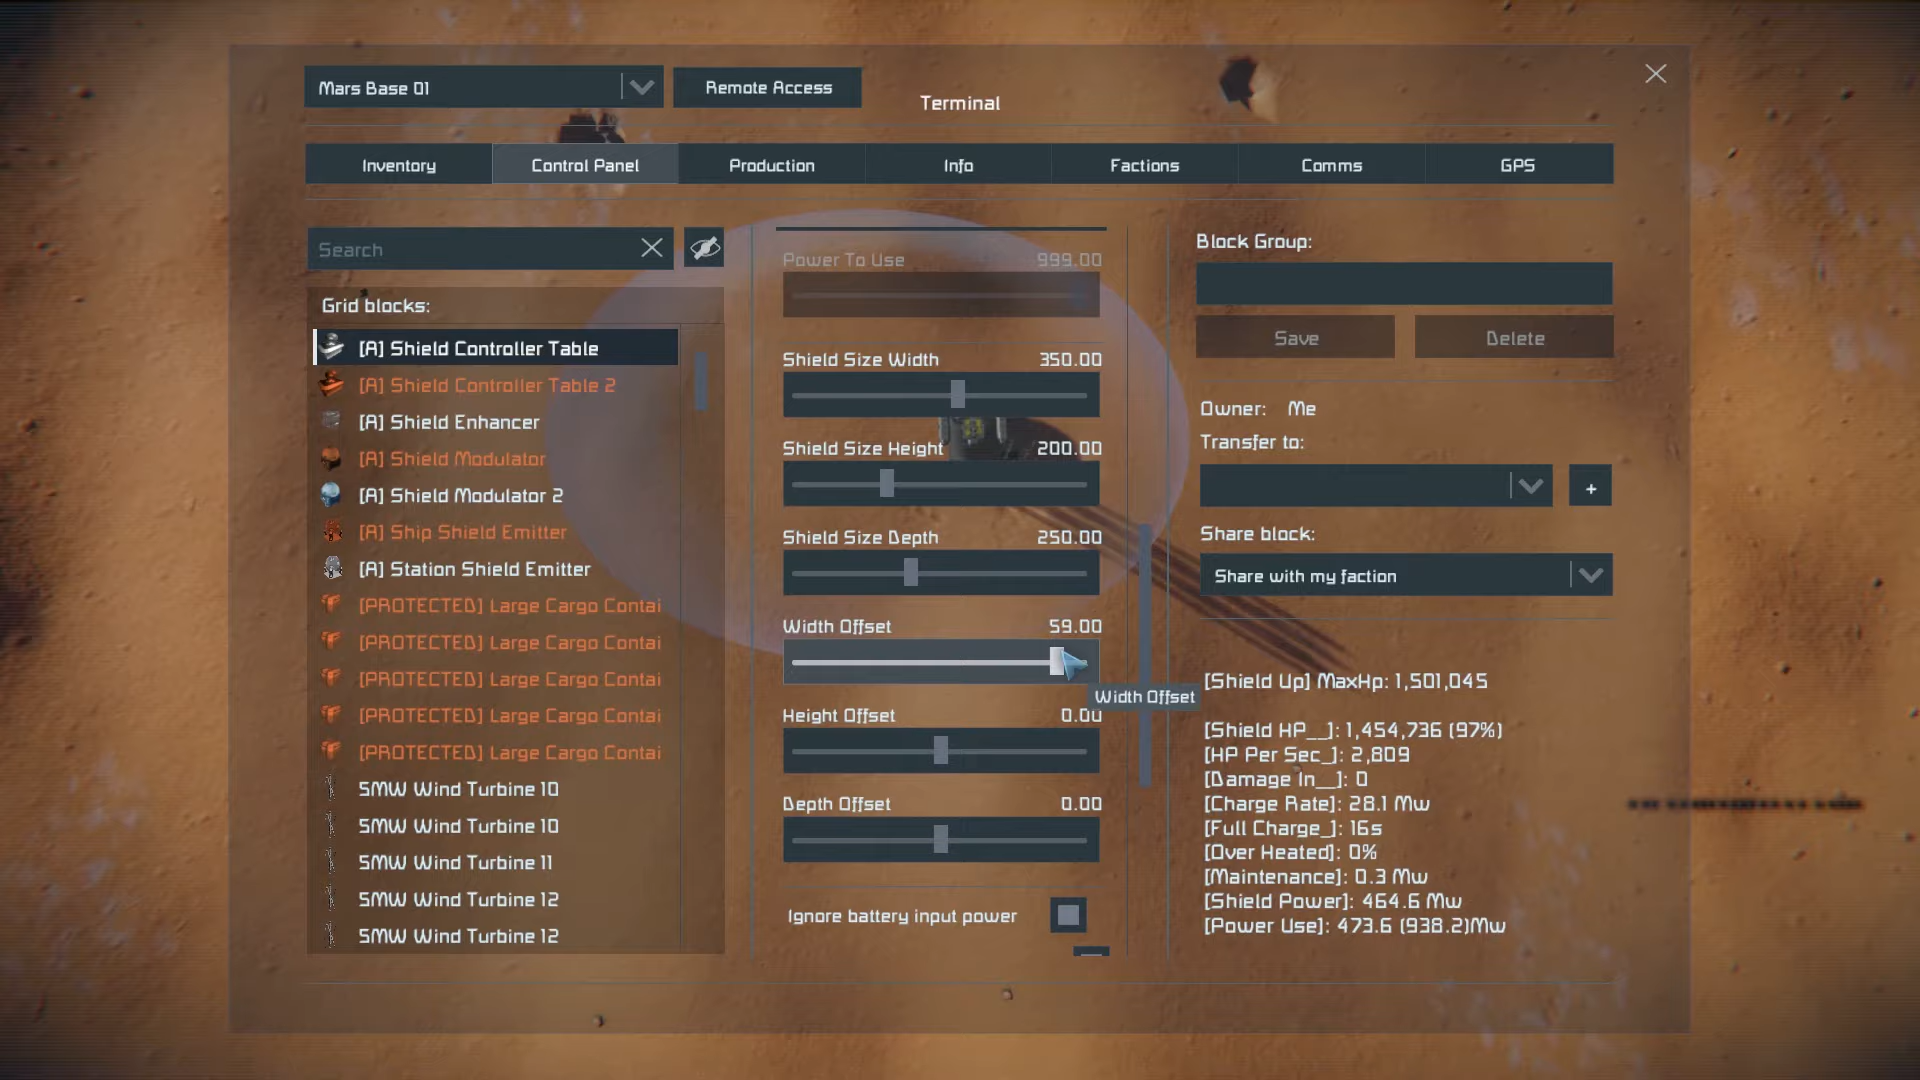 Mars Base 01
Remote Access
Terminal
Inventory
Control Panel
Production
Info
Factions
Comms
GPS
Search
Grid blocks:
[A] Shield Controller Table
[A] Shield Controller Table 2
[A] Shield Enhancer
[A] Shield Modulator
[A] Shield Modulator 2
[A] Ship Shield Emitter
[A] Station Shield Emitter
[PROTECTED] Large Cargo Contai
[PROTECTED] Large Cargo Contai
[PROTECTED] Large Cargo Contai
[PROTECTED] Large Cargo Contai
[PROTECTED] Large Cargo Contai
5MW Wind Turbine 10
5MW Wind Turbine 10
5MW Wind Turbine 11
5MW Wind Turbine 12
5MW Wind Turbine 12
Power To Use 999.00
Shield Size Width 350.00
Shield Size Height 200.00
Shield Size Depth 250.00
Width Offset 59.00
Width Offset
Height Offset 0.00
Depth Offset 0.00
Ignore battery input power
Block Group:
Save
Delete
Owner: Me
Transfer to:
+
Share block:
Share with my faction
[Shield Up] MaxHp: 1,501,045
[Shield HP__]: 1,454,736 (97%)
[HP Per Sec_]: 2,809
[Damage In__]: 0
[Charge Rate]: 28.1 Mw
[Full Charge_]: 16s
[Over Heated]: 0%
[Maintenance]: 0.3 Mw
[Shield Power]: 464.6 Mw
[Power Use]: 473.6 (938.2)Mw